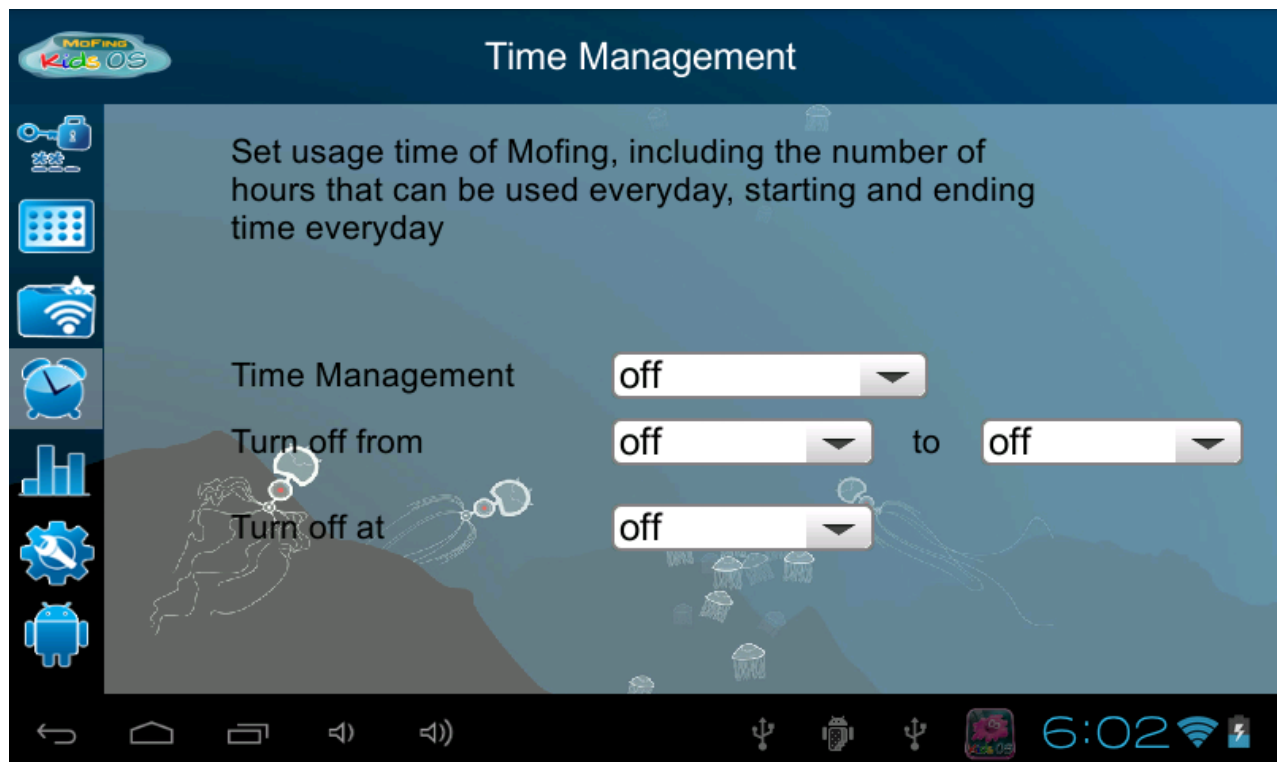 MoFing
Kids OS
Time Management
Set usage time of Mofing, including the number of
hours that can be used everyday, starting and ending
time everyday
Time Management off
Turn off from off to off
Turn off at off
6:02